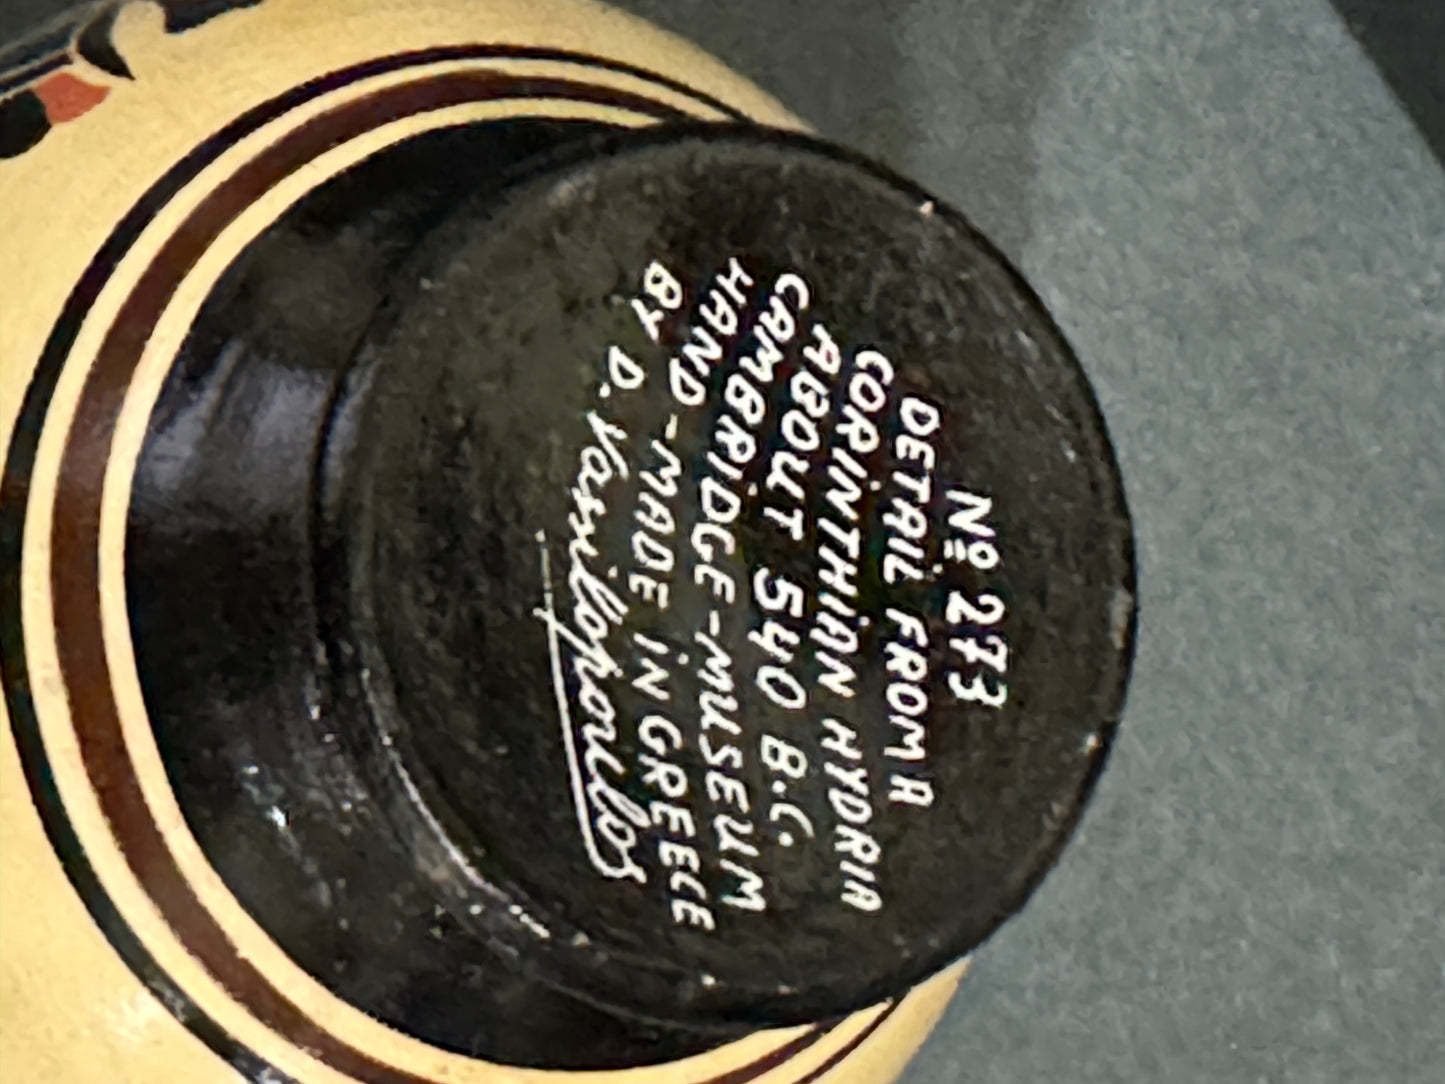 Nº 273
DETAIL FROM A
CORINTHIAN HYDRIA
ABOUT 540 B.C.
CAMBRIDGE-MUSEUM
HAND-MADE IN GREECE
BY D. Vassilopoulos